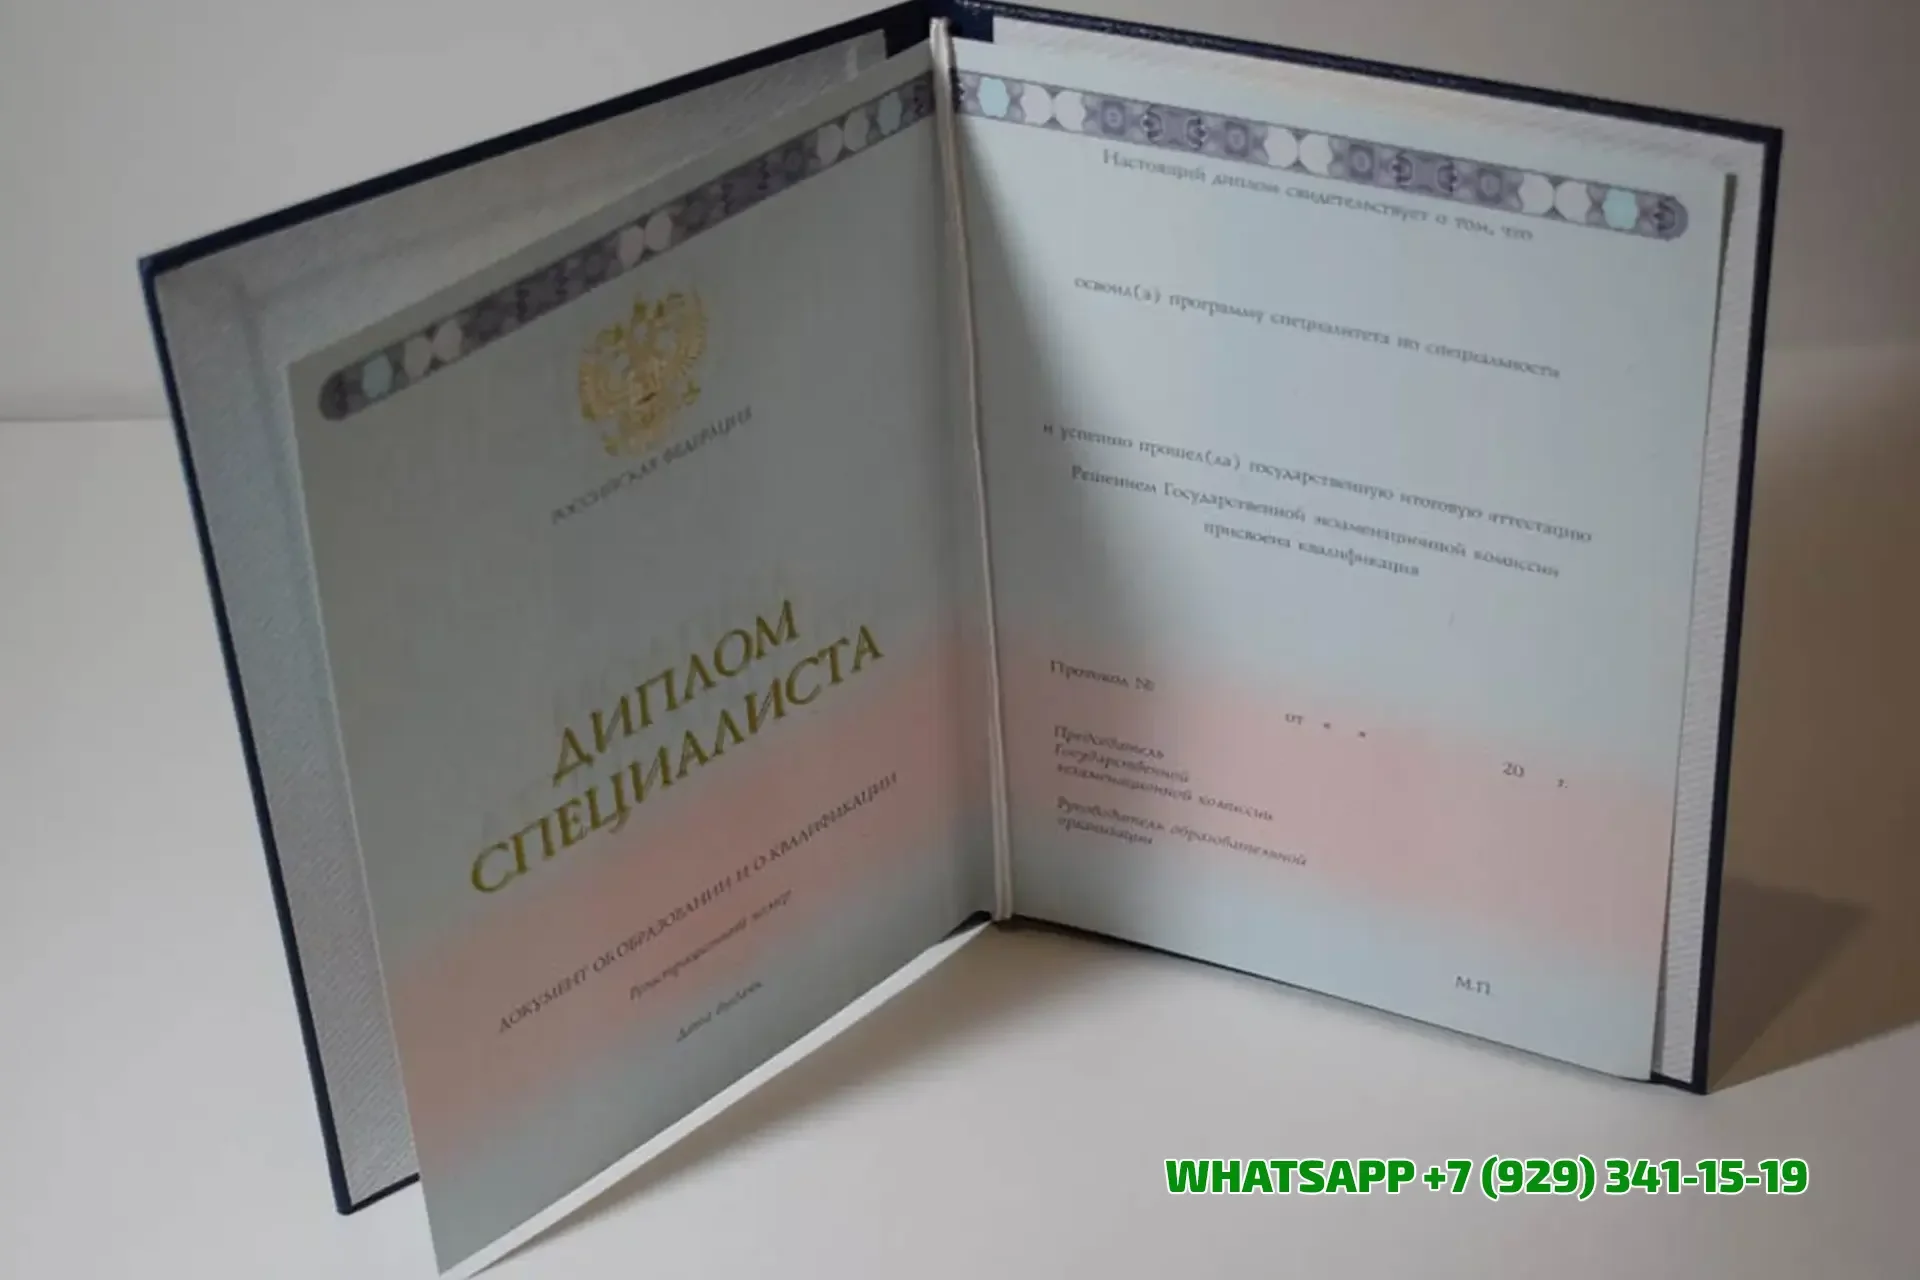 РОССИЙСКАЯ ФЕДЕРАЦИЯ
ДИПЛОМ
СПЕЦИАЛИСТА
ДОКУМЕНТ ОБ ОБРАЗОВАНИИ И О КВАЛИФИКАЦИИ
Регистрационный номер
Дата выдачи
Настоящий диплом свидетельствует о том, что
освоил(а) программу специалитета по специальности
и успешно прошел(ла) государственную итоговую аттестацию
Решением Государственной экзаменационной комиссии
присвоена квалификация
Протокол №
от « »
20 г.
Председатель
Государственной
экзаменационной комиссии
Руководитель образовательной
организации
М.П.
WHATSAPP +7 (929) 341-15-19